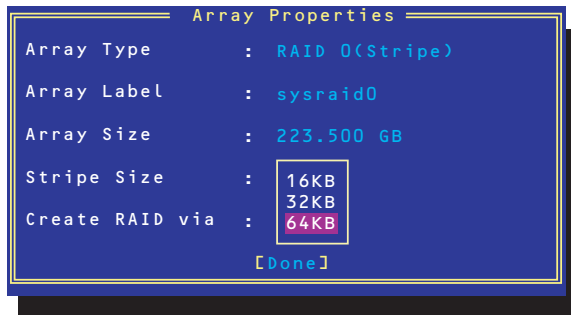 Array Properties
Array Type : RAID 0(Stripe)
Array Label : sysraid0
Array Size : 223.500 GB
Stripe Size : 16KB
32KB
Create RAID via : 64KB
[Done]